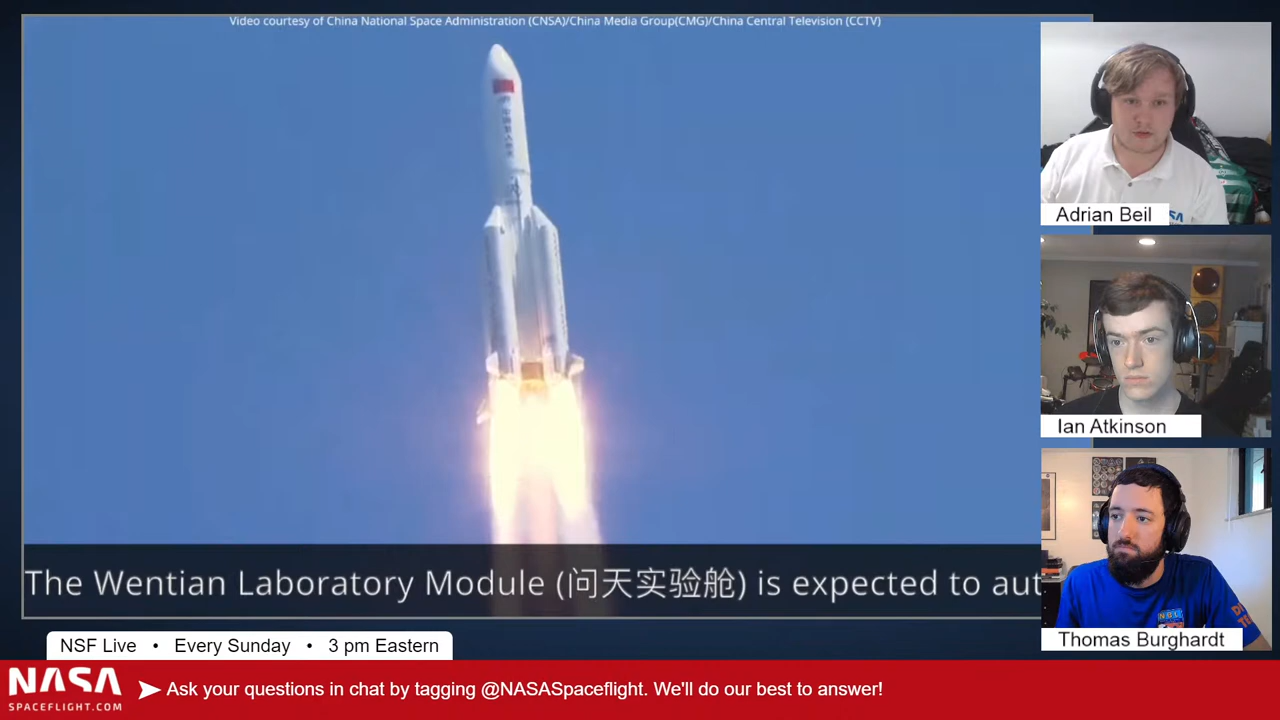 Video courtesy of China National Space Administration (CNSA)/China Media Group(CMG)/China Central Television (CCTV)
Adrian Beil
Ian Atkinson
The Wentian Laboratory Module (问天实验舱) is expected to aut
Thomas Burghardt
NSF Live • Every Sunday • 3 pm Eastern
NASA
SPACEFLIGHT.COM
Ask your questions in chat by tagging @NASASpaceflight. We'll do our best to answer!